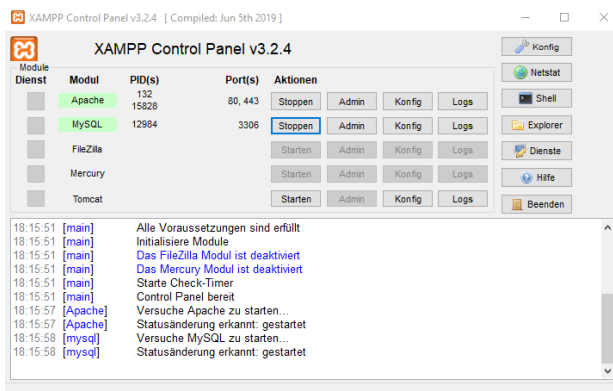 XAMPP Control Panel v3.2.4 [ Compiled: Jun 5th 2019 ]
XAMPP Control Panel v3.2.4
Konfig
Module
Dienst Modul PID(s) Port(s) Aktionen
Netstat
Apache 132 15828 80, 443 Stoppen Admin Konfig Logs
Shell
MySQL 12984 3306 Stoppen Admin Konfig Logs
Explorer
FileZilla Starten Admin Konfig Logs
Dienste
Mercury Starten Admin Konfig Logs
Hilfe
Tomcat Starten Admin Konfig Logs
Beenden
18:15:51 [main] Alle Voraussetzungen sind erfüllt
18:15:51 [main] Initialisiere Module
18:15:51 [main] Das FileZilla Modul ist deaktiviert
18:15:51 [main] Das Mercury Modul ist deaktiviert
18:15:51 [main] Starte Check-Timer
18:15:51 [main] Control Panel bereit
18:15:57 [Apache] Versuche Apache zu starten...
18:15:57 [Apache] Statusänderung erkannt: gestartet
18:15:58 [mysql] Versuche MySQL zu starten...
18:15:58 [mysql] Statusänderung erkannt: gestartet